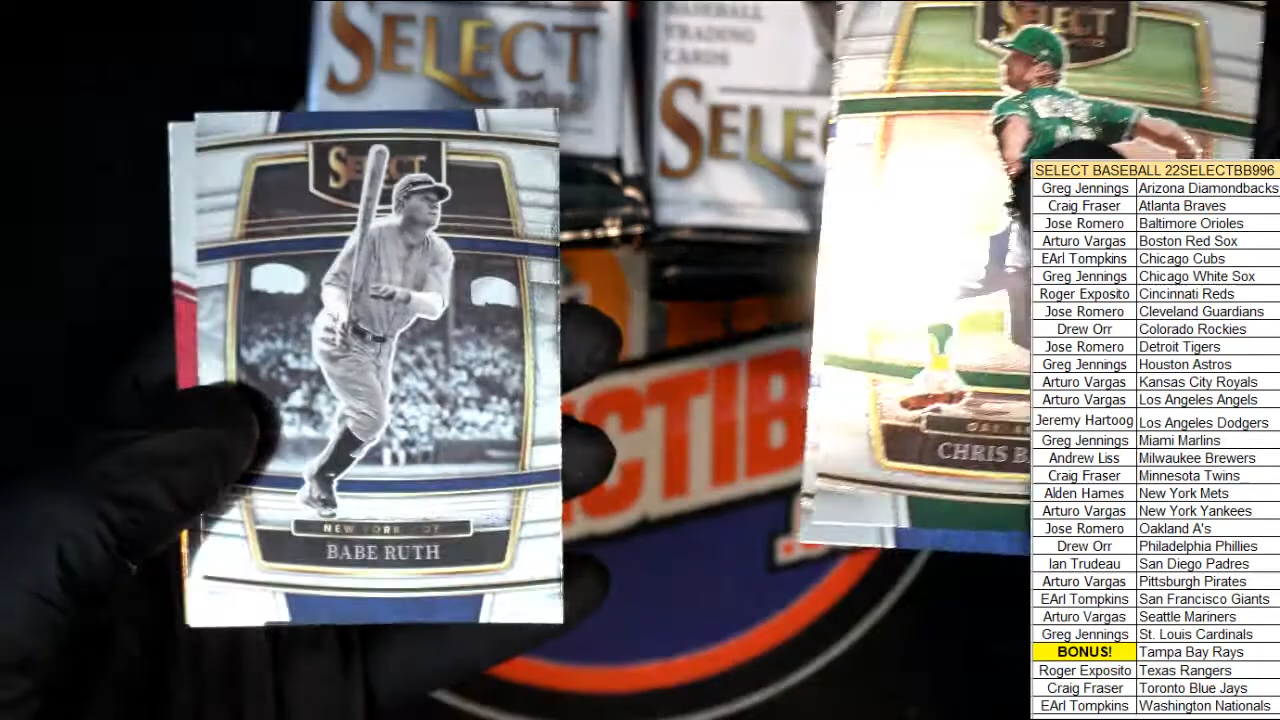 SELECT
BASEBALL
TRADING
CARDS
SELECT
SELECT
SELECT
NEW YORK
BABE RUTH
CHRIS B
CTIB
SELECT BASEBALL 22SELECTBB996
Greg Jennings Arizona Diamondbacks
Craig Fraser Atlanta Braves
Jose Romero Baltimore Orioles
Arturo Vargas Boston Red Sox
EArl Tompkins Chicago Cubs
Greg Jennings Chicago White Sox
Roger Exposito Cincinnati Reds
Jose Romero Cleveland Guardians
Drew Orr Colorado Rockies
Jose Romero Detroit Tigers
Greg Jennings Houston Astros
Arturo Vargas Kansas City Royals
Arturo Vargas Los Angeles Angels
Jeremy Hartoog Los Angeles Dodgers
Greg Jennings Miami Marlins
Andrew Liss Milwaukee Brewers
Craig Fraser Minnesota Twins
Alden Hames New York Mets
Arturo Vargas New York Yankees
Jose Romero Oakland A's
Drew Orr Philadelphia Phillies
Ian Trudeau San Diego Padres
Arturo Vargas Pittsburgh Pirates
EArl Tompkins San Francisco Giants
Arturo Vargas Seattle Mariners
Greg Jennings St. Louis Cardinals
BONUS! Tampa Bay Rays
Roger Exposito Texas Rangers
Craig Fraser Toronto Blue Jays
EArl Tompkins Washington Nationals